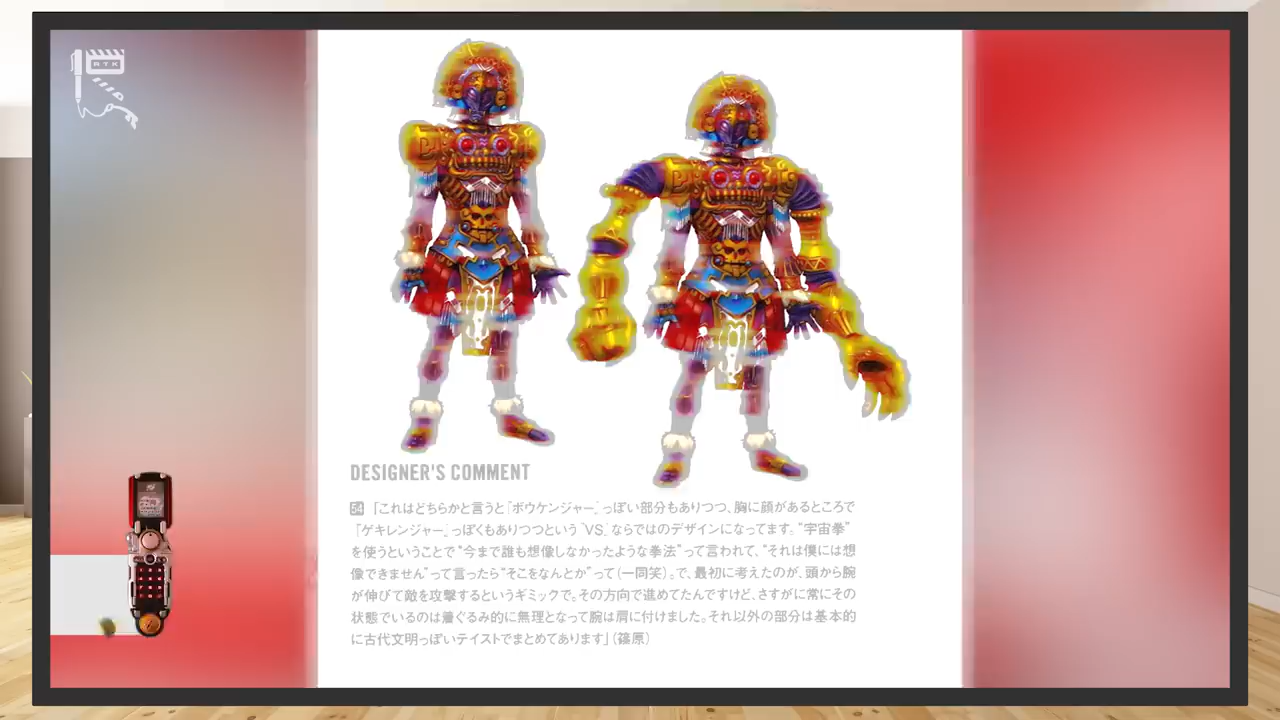 RTK
DESIGNER'S COMMENT
54 「これはどちらかと言うと『ボウケンジャー』っぽい部分もありつつ、胸に顔があるところで
『ゲキレンジャー』っぽくもありつつという『VS』ならではのデザインになってます。“宇宙拳”
を使うということで“今まで誰も想像しなかったような拳法”って言われて、“それは僕には想
像できません”って言ったら“そこをなんとか”って(一同笑)。で、最初に考えたのが、頭から腕
が伸びて敵を攻撃するというギミックで。その方向で進めてたんですけど、さすがに常にその
状態でいるのは着ぐるみ的に無理となって腕は肩に付けました。それ以外の部分は基本的
に古代文明っぽいテイストでまとめてあります」(篠原)